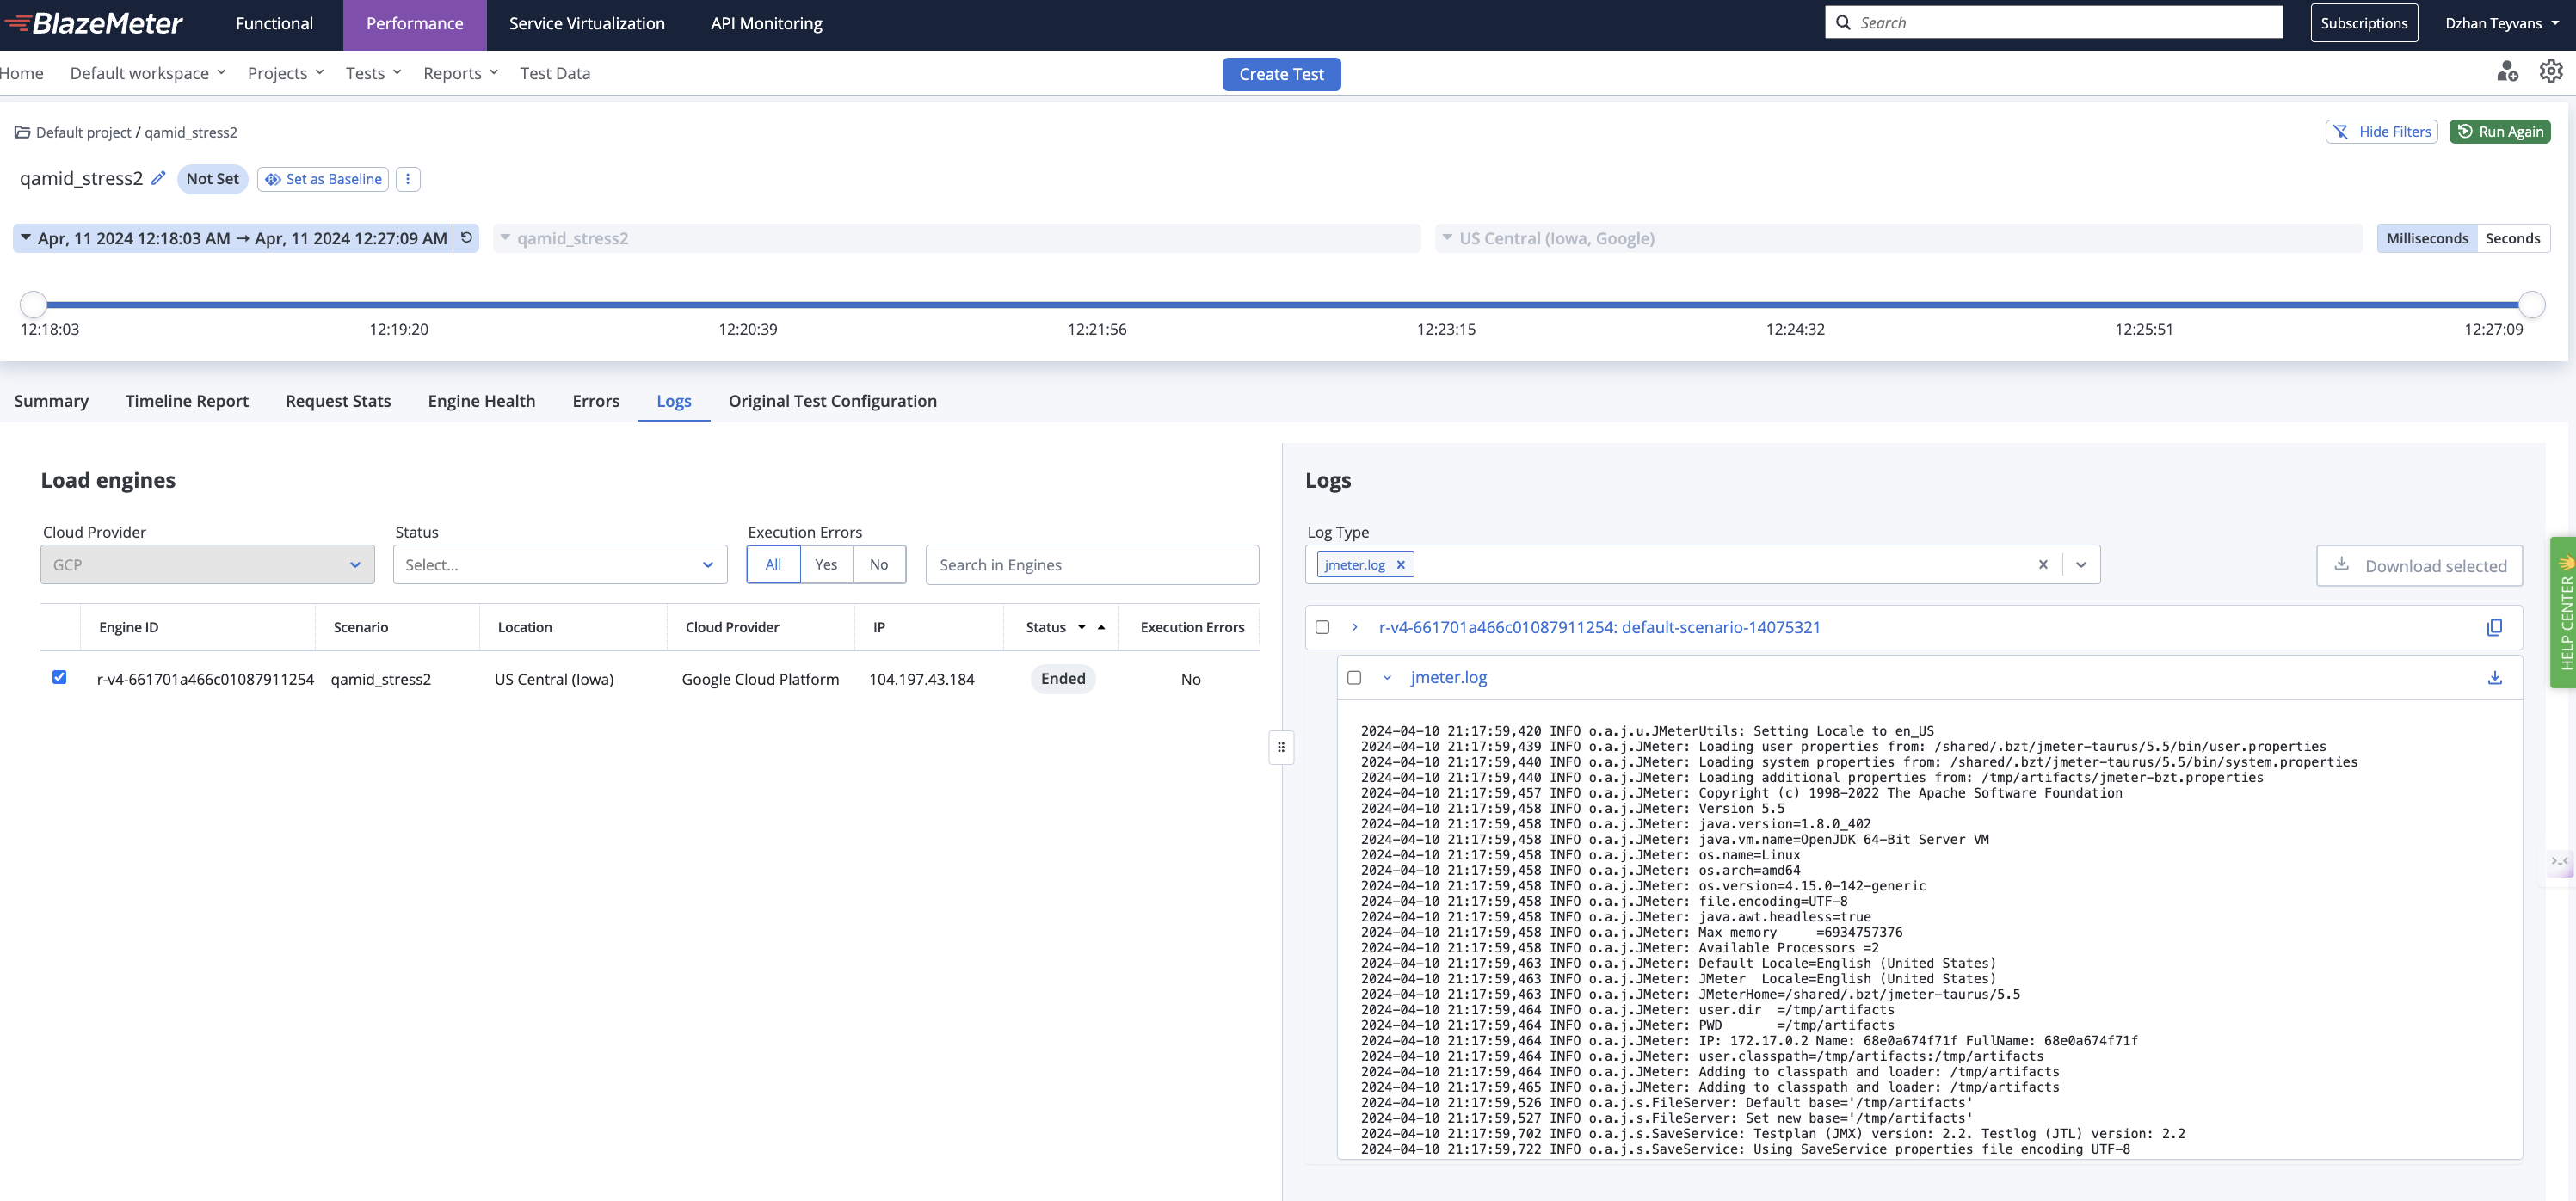 BlazeMeter Functional Performance Service Virtualization API Monitoring Search Subscriptions Dzhan Teyvans
Home Default workspace Projects Tests Reports Test Data Create Test
Default project / qamid_stress2 Hide Filters Run Again
qamid_stress2 Not Set Set as Baseline
Apr, 11 2024 12:18:03 AM → Apr, 11 2024 12:27:09 AM qamid_stress2 US Central (Iowa, Google) Milliseconds Seconds
12:18:03 12:19:20 12:20:39 12:21:56 12:23:15 12:24:32 12:25:51 12:27:09
Summary Timeline Report Request Stats Engine Health Errors Logs Original Test Configuration
Load engines
Cloud Provider Status Execution Errors
GCP Select... All Yes No Search in Engines
Engine ID Scenario Location Cloud Provider IP Status Execution Errors
r-v4-661701a466c01087911254 qamid_stress2 US Central (Iowa) Google Cloud Platform 104.197.43.184 Ended No
Logs
Log Type
jmeter.log Download selected
r-v4-661701a466c01087911254: default-scenario-14075321
jmeter.log
2024-04-10 21:17:59,420 INFO o.a.j.u.JMeterUtils: Setting Locale to en_US
2024-04-10 21:17:59,439 INFO o.a.j.JMeter: Loading user properties from: /shared/.bzt/jmeter-taurus/5.5/bin/user.properties
2024-04-10 21:17:59,440 INFO o.a.j.JMeter: Loading system properties from: /shared/.bzt/jmeter-taurus/5.5/bin/system.properties
2024-04-10 21:17:59,440 INFO o.a.j.JMeter: Loading additional properties from: /tmp/artifacts/jmeter-bzt.properties
2024-04-10 21:17:59,457 INFO o.a.j.JMeter: Copyright (c) 1998-2022 The Apache Software Foundation
2024-04-10 21:17:59,458 INFO o.a.j.JMeter: Version 5.5
2024-04-10 21:17:59,458 INFO o.a.j.JMeter: java.version=1.8.0_402
2024-04-10 21:17:59,458 INFO o.a.j.JMeter: java.vm.name=OpenJDK 64-Bit Server VM
2024-04-10 21:17:59,458 INFO o.a.j.JMeter: os.name=Linux
2024-04-10 21:17:59,458 INFO o.a.j.JMeter: os.arch=amd64
2024-04-10 21:17:59,458 INFO o.a.j.JMeter: os.version=4.15.0-142-generic
2024-04-10 21:17:59,458 INFO o.a.j.JMeter: file.encoding=UTF-8
2024-04-10 21:17:59,458 INFO o.a.j.JMeter: java.awt.headless=true
2024-04-10 21:17:59,458 INFO o.a.j.JMeter: Max memory     =6934757376
2024-04-10 21:17:59,458 INFO o.a.j.JMeter: Available Processors =2
2024-04-10 21:17:59,463 INFO o.a.j.JMeter: Default Locale=English (United States)
2024-04-10 21:17:59,463 INFO o.a.j.JMeter: JMeter  Locale=English (United States)
2024-04-10 21:17:59,463 INFO o.a.j.JMeter: JMeterHome=/shared/.bzt/jmeter-taurus/5.5
2024-04-10 21:17:59,464 INFO o.a.j.JMeter: user.dir  =/tmp/artifacts
2024-04-10 21:17:59,464 INFO o.a.j.JMeter: PWD       =/tmp/artifacts
2024-04-10 21:17:59,464 INFO o.a.j.JMeter: IP: 172.17.0.2 Name: 68e0a674f71f FullName: 68e0a674f71f
2024-04-10 21:17:59,464 INFO o.a.j.JMeter: user.classpath=/tmp/artifacts:/tmp/artifacts
2024-04-10 21:17:59,464 INFO o.a.j.JMeter: Adding to classpath and loader: /tmp/artifacts
2024-04-10 21:17:59,465 INFO o.a.j.JMeter: Adding to classpath and loader: /tmp/artifacts
2024-04-10 21:17:59,526 INFO o.a.j.s.FileServer: Default base='/tmp/artifacts'
2024-04-10 21:17:59,527 INFO o.a.j.s.FileServer: Set new base='/tmp/artifacts'
2024-04-10 21:17:59,702 INFO o.a.j.s.SaveService: Testplan (JMX) version: 2.2. Testlog (JTL) version: 2.2
2024-04-10 21:17:59,722 INFO o.a.j.s.SaveService: Using SaveService properties file encoding UTF-8
HELP CENTER